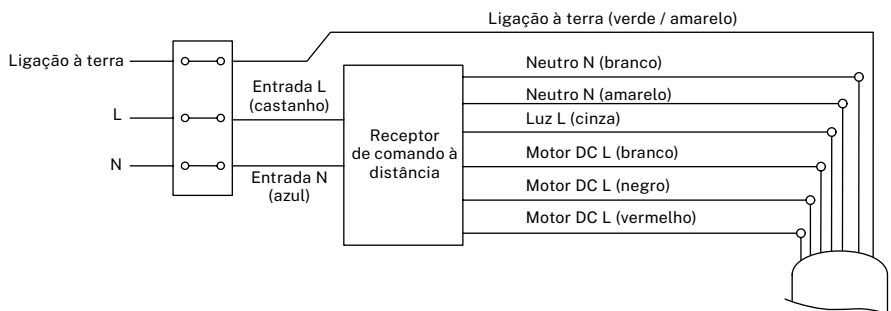 Ligação à terra (verde / amarelo)
Ligação à terra
L
N
Entrada L
(castanho)
Entrada N
(azul)
Receptor
de comando à
distância
Neutro N (branco)
Neutro N (amarelo)
Luz L (cinza)
Motor DC L (branco)
Motor DC L (negro)
Motor DC L (vermelho)